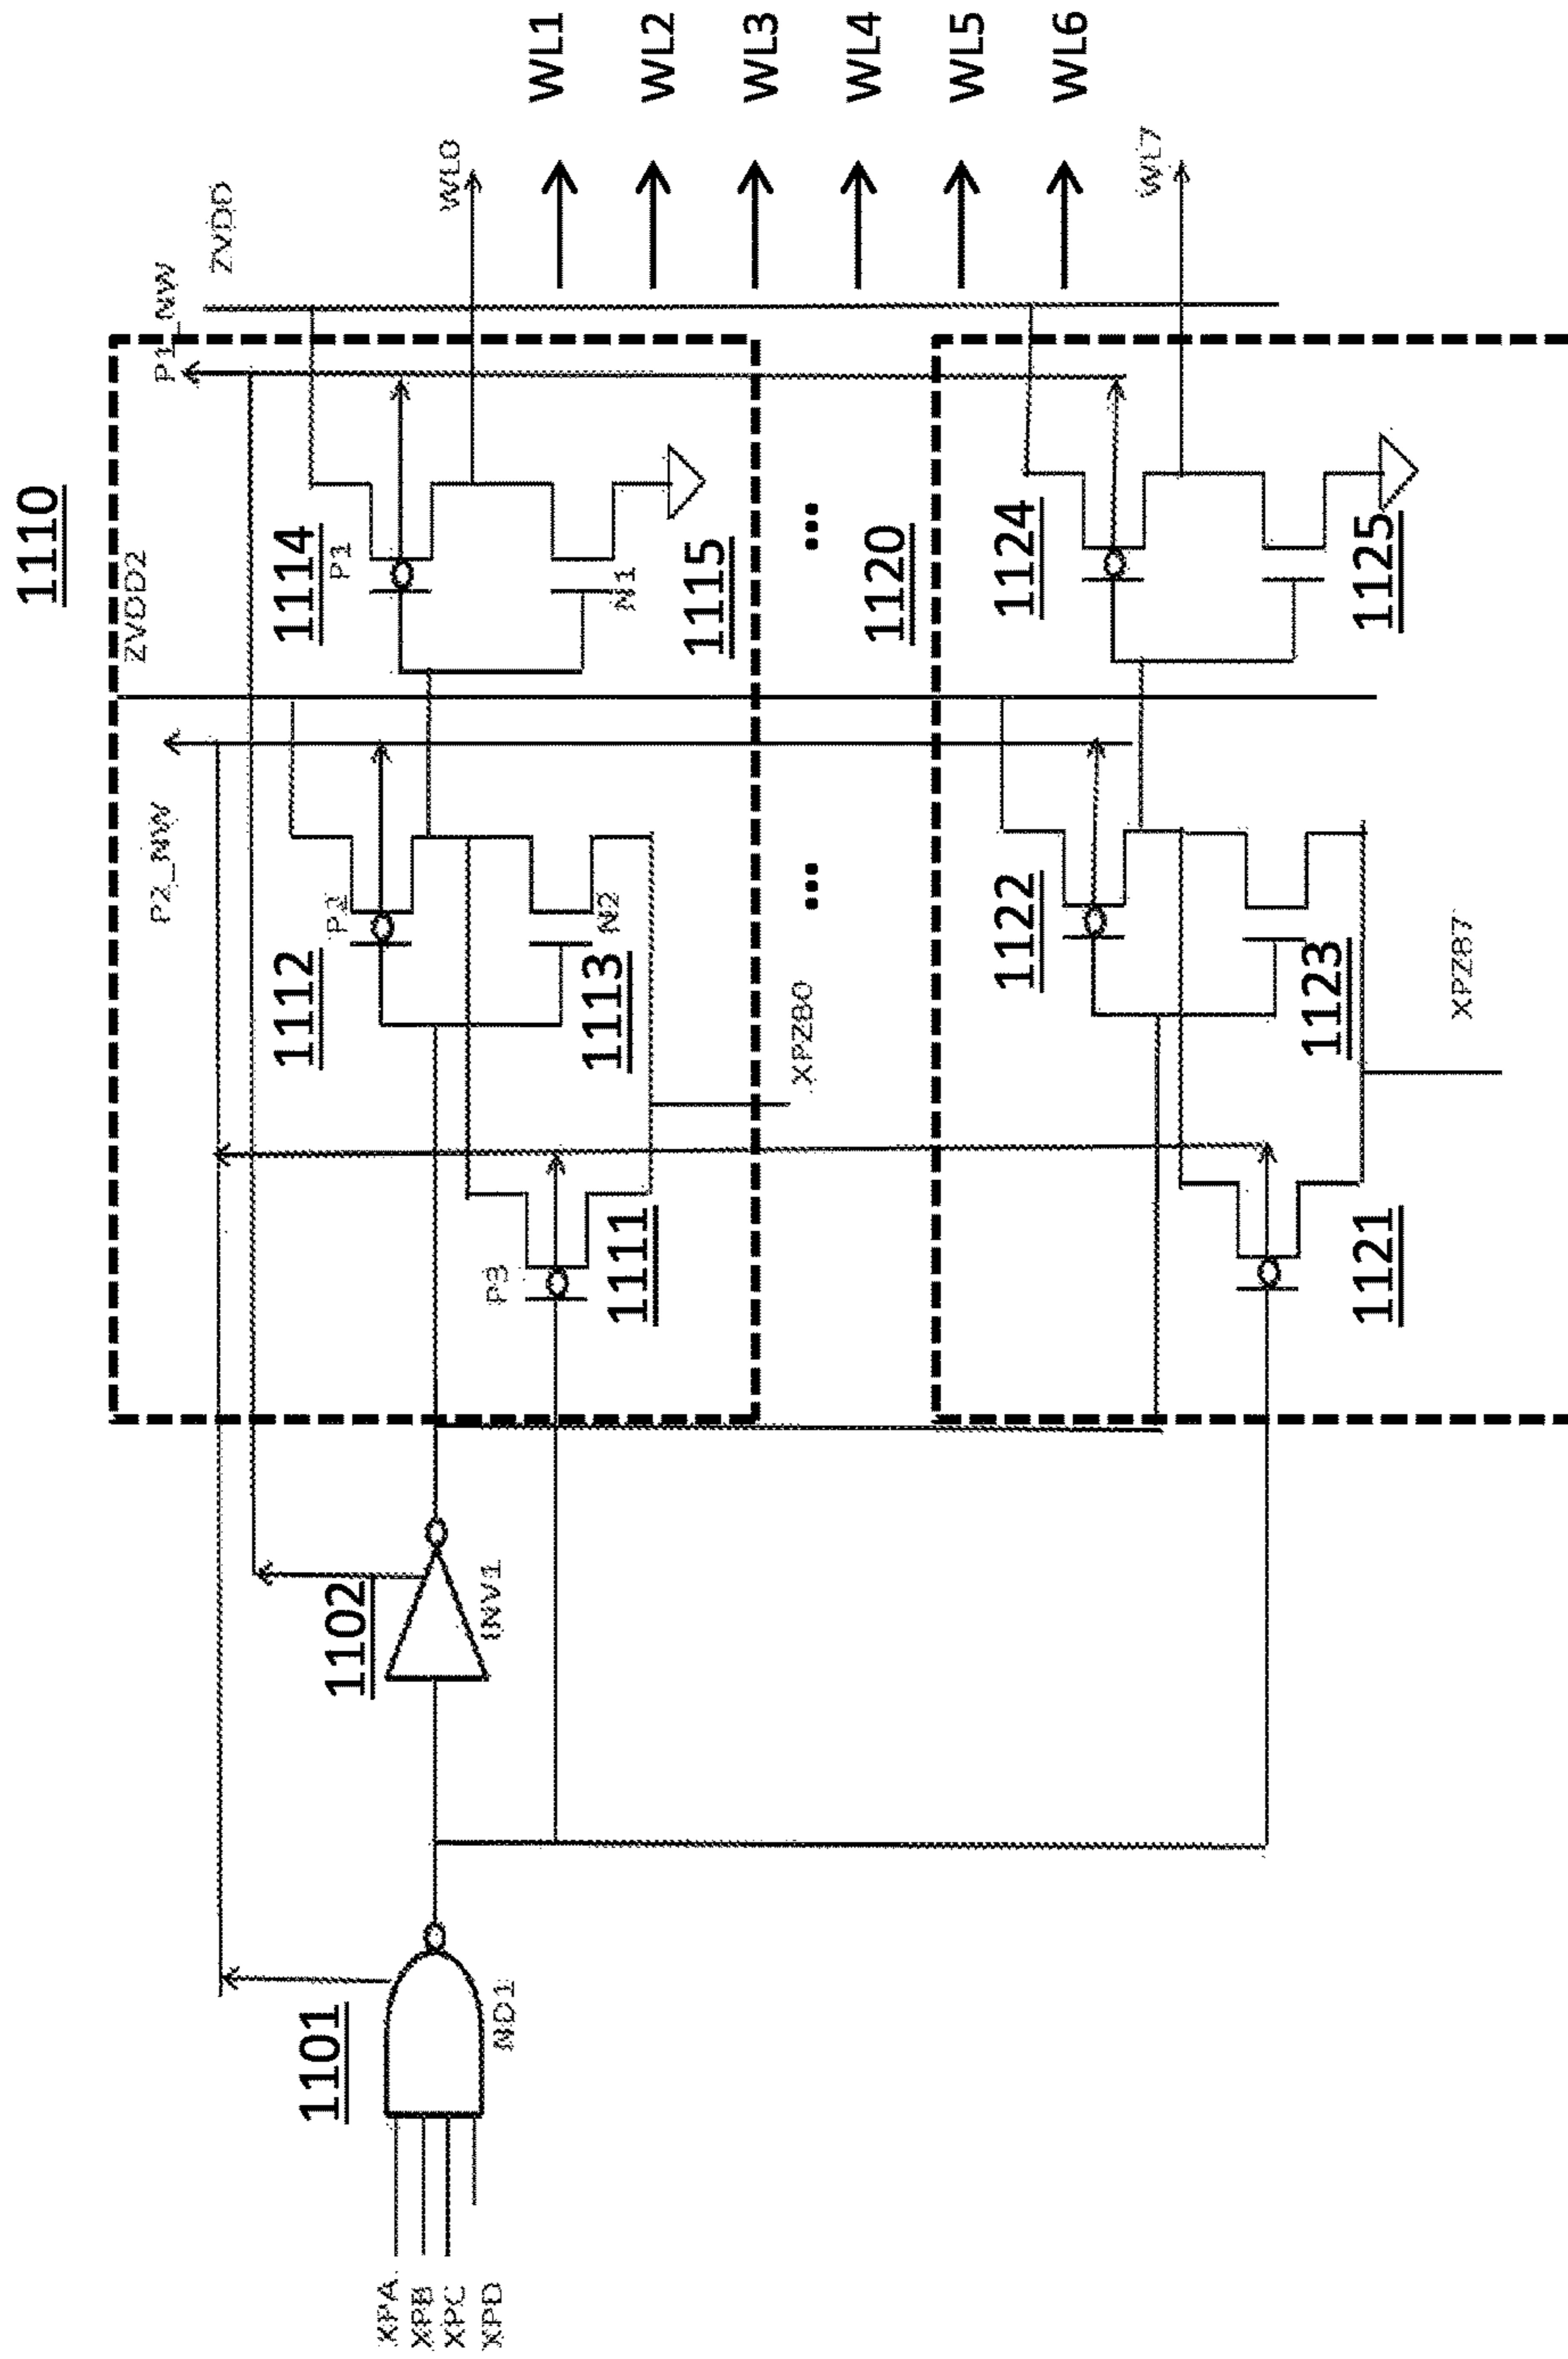 1110
ZVDD2
P2_NW
P1_NW
ZVDD
WL0
WL1
WL2
WL3
WL4
WL5
WL6
WL7
1114
P1
N1
1115
1112
P2
N2
1113
XPZB0
P3
1111
...
...
1120
1124
1125
1122
1123
XPZB7
1121
1102
INV1
1101
ND1
XPA
XPB
XPC
XPD